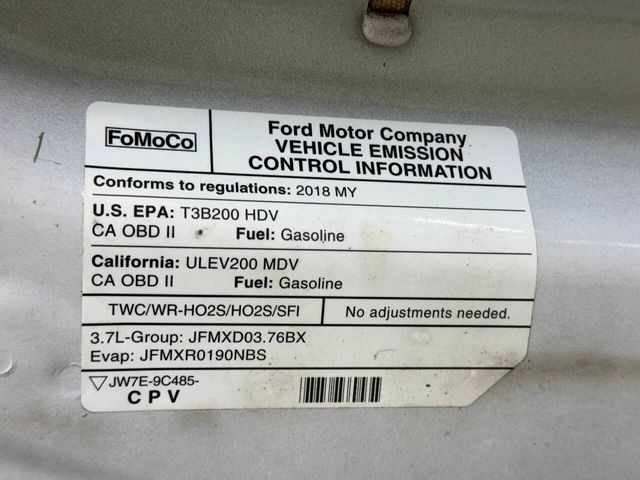 FoMoCo
Ford Motor Company
VEHICLE EMISSION
CONTROL INFORMATION
Conforms to regulations: 2018 MY
U.S. EPA: T3B200 HDV
CA OBD II Fuel: Gasoline
California: ULEV200 MDV
CA OBD II Fuel: Gasoline
TWC/WR-HO2S/HO2S/SFI No adjustments needed.
3.7L-Group: JFMXD03.76BX
Evap: JFMXR0190NBS
JW7E-9C485-
CPV